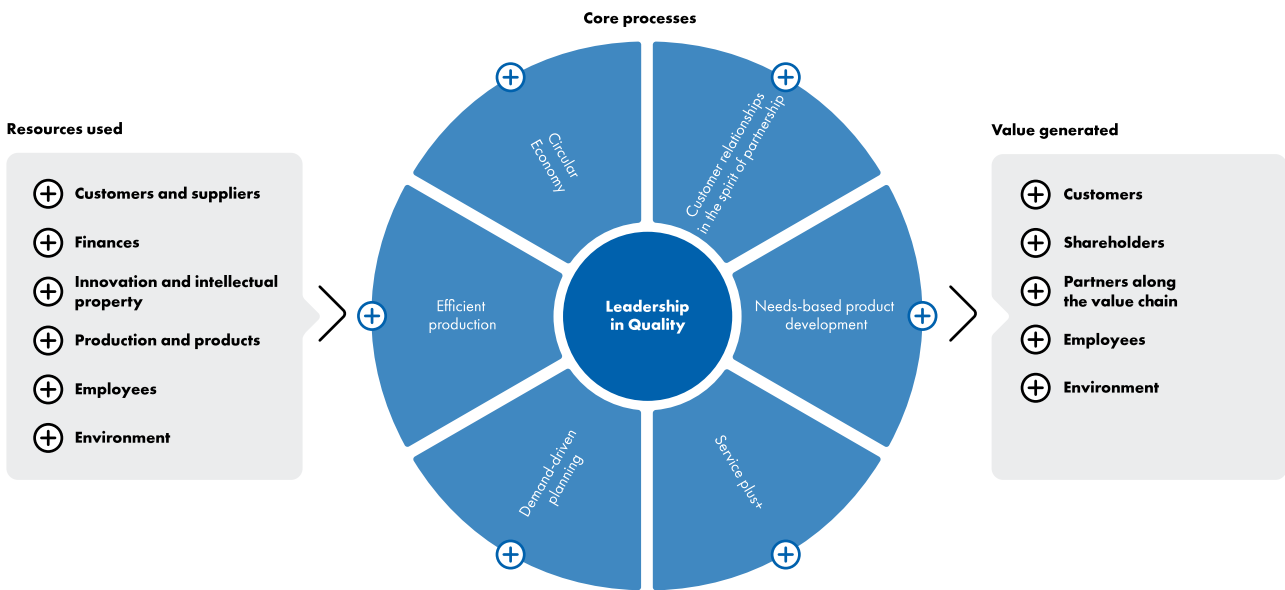 Core processes
Resources used
Customers and suppliers
Finances
Innovation and intellectual
property
Production and products
Employees
Environment
Circular
Economy
Customer relationships
in the spirit of partnership
Efficient
production
Leadership
in Quality
Needs-based product
development
Demand-driven
planning
Service plus+
Value generated
Customers
Shareholders
Partners along
the value chain
Employees
Environment